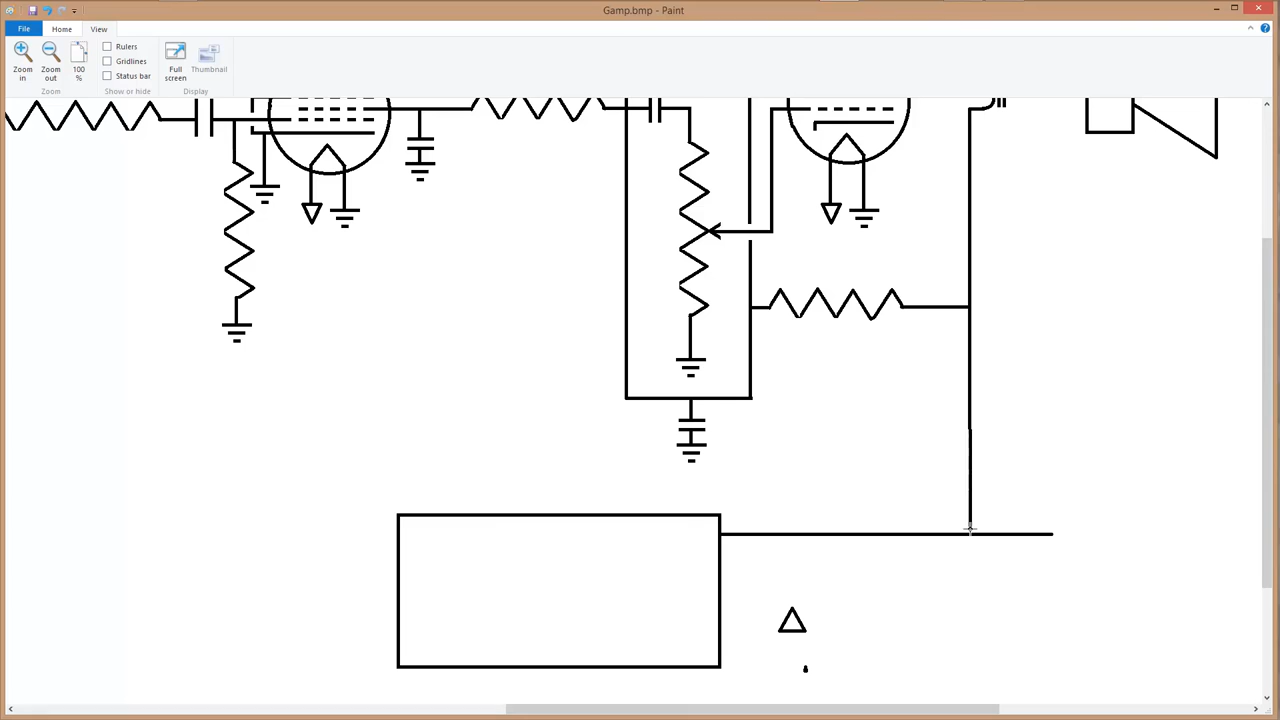 Gamp.bmp - Paint
File Home View
Zoom in
Zoom out
100 %
Rulers
Gridlines
Status bar
Full screen
Thumbnail
Zoom
Show or hide
Display